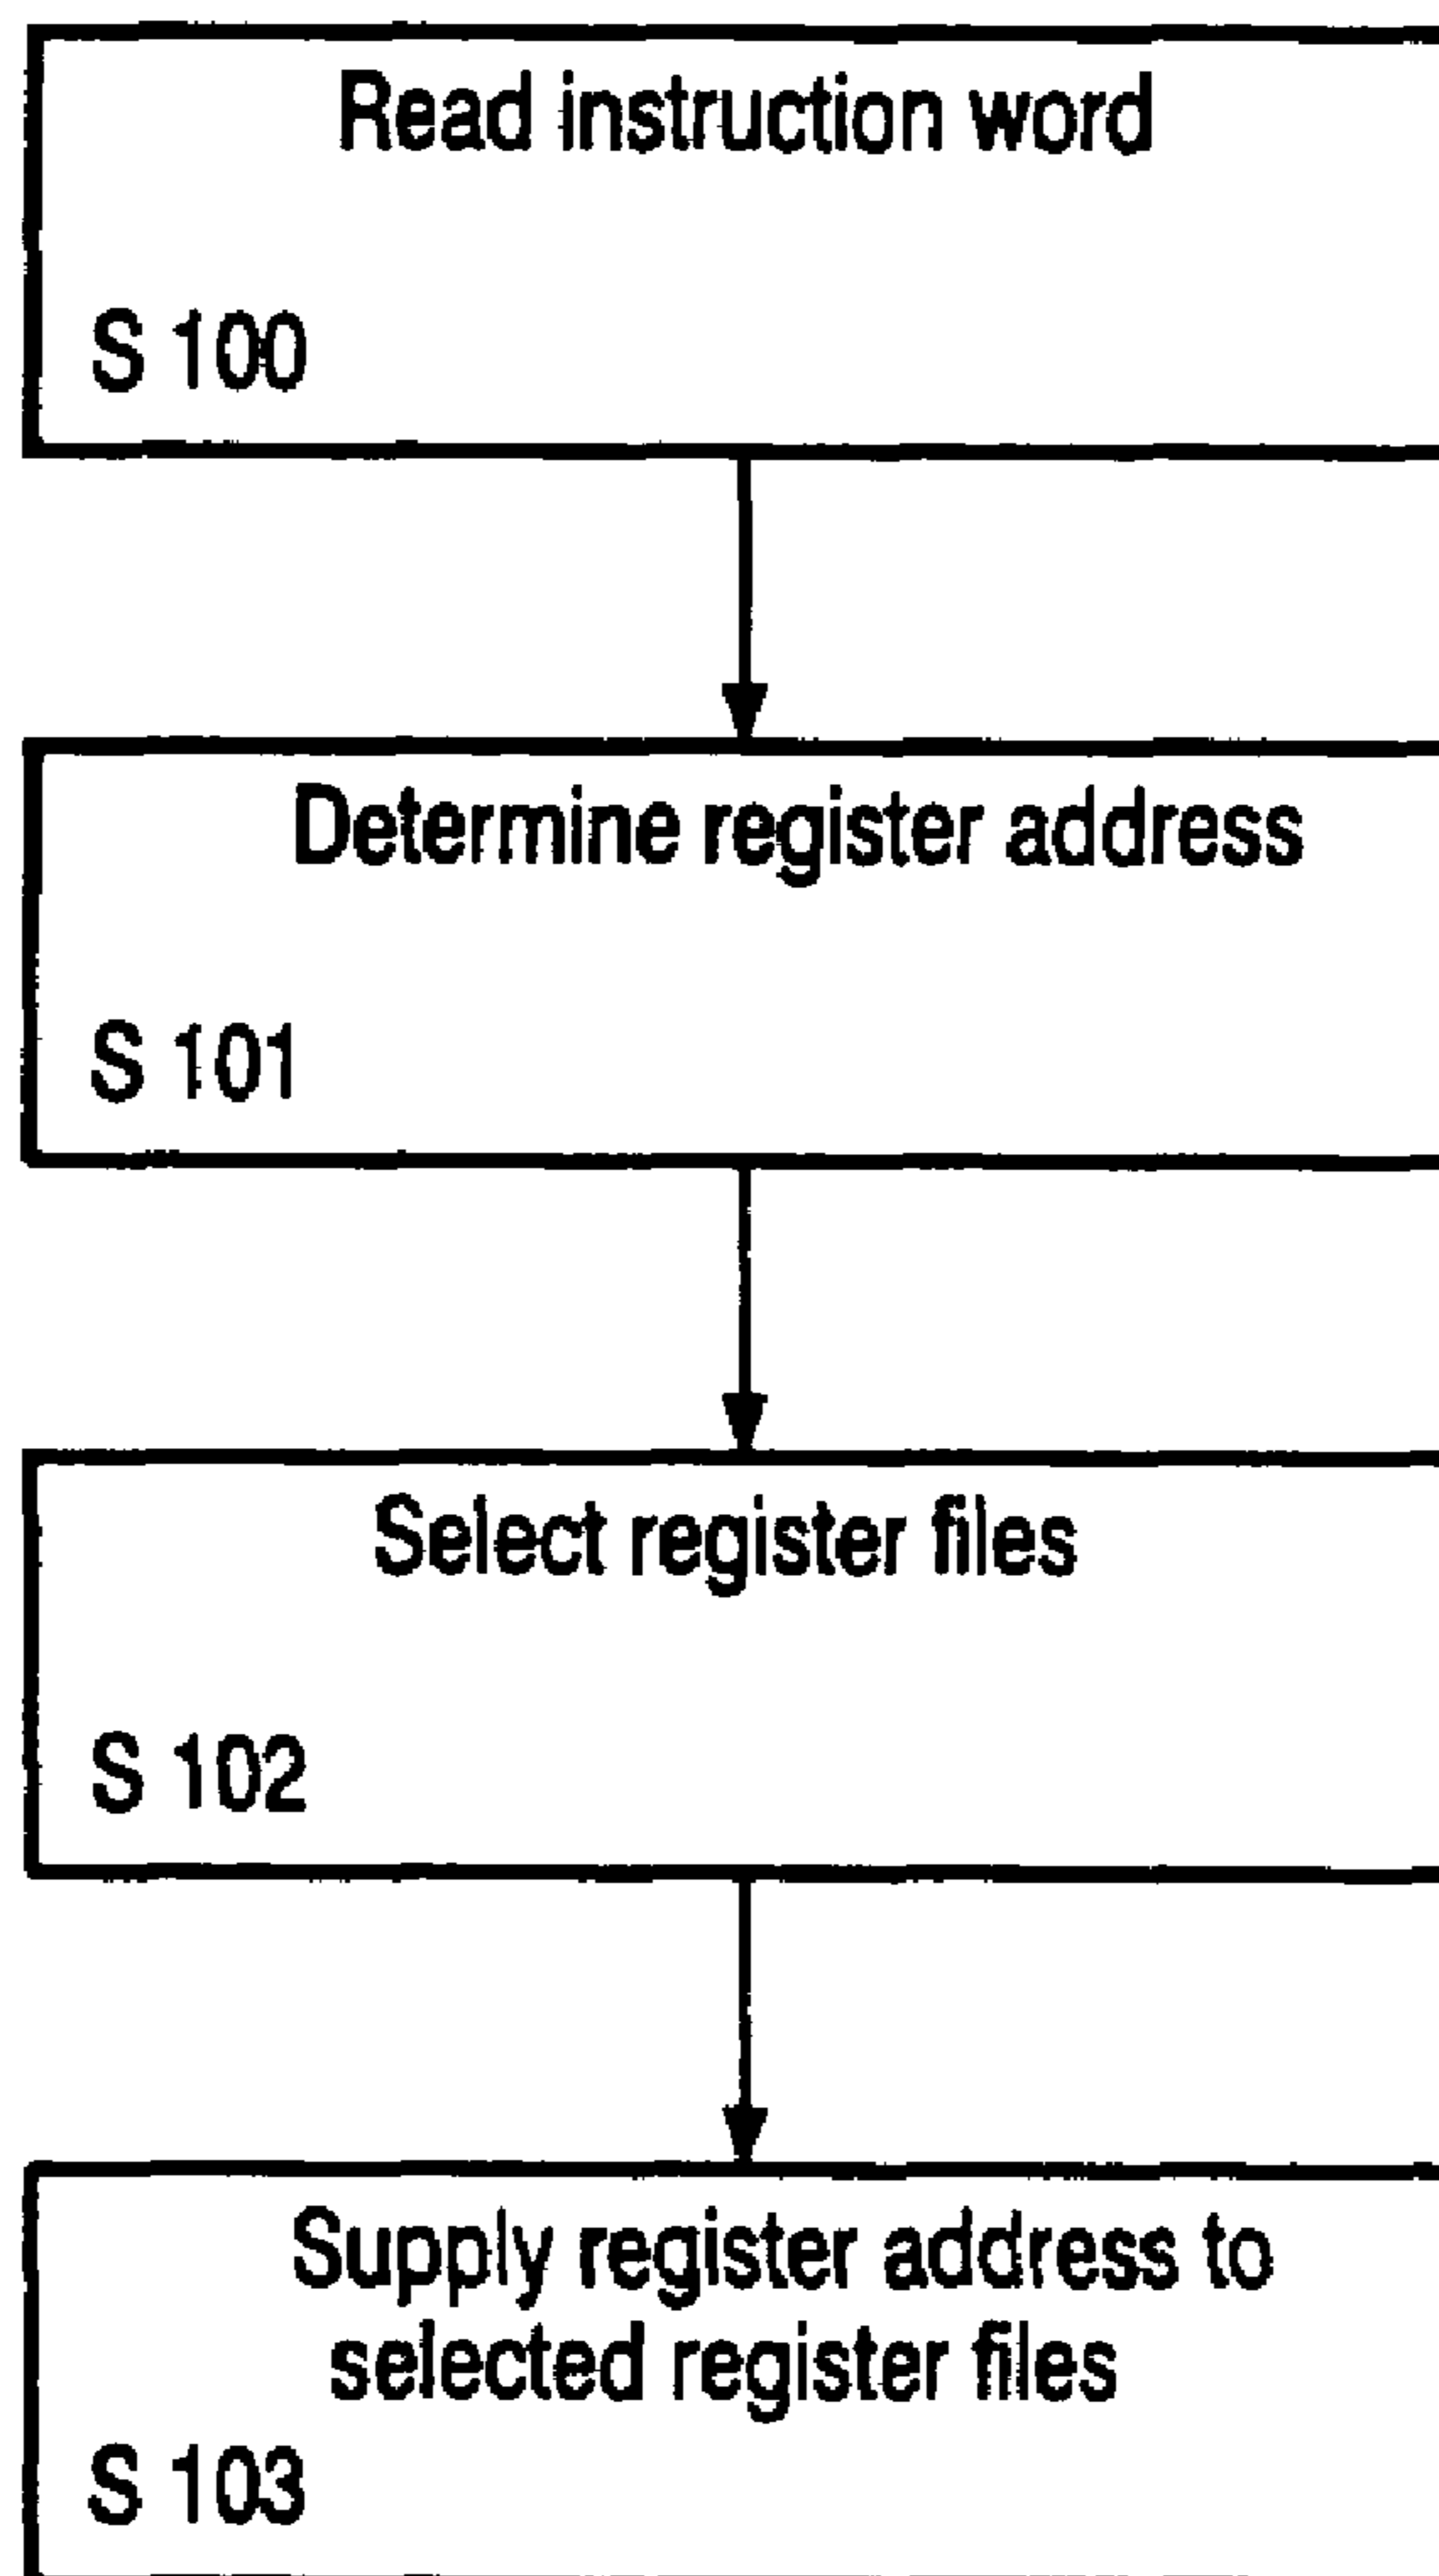 Read instruction word
S 100
Determine register address
S 101
Select register files
S 102
Supply register address to
selected register files
S 103